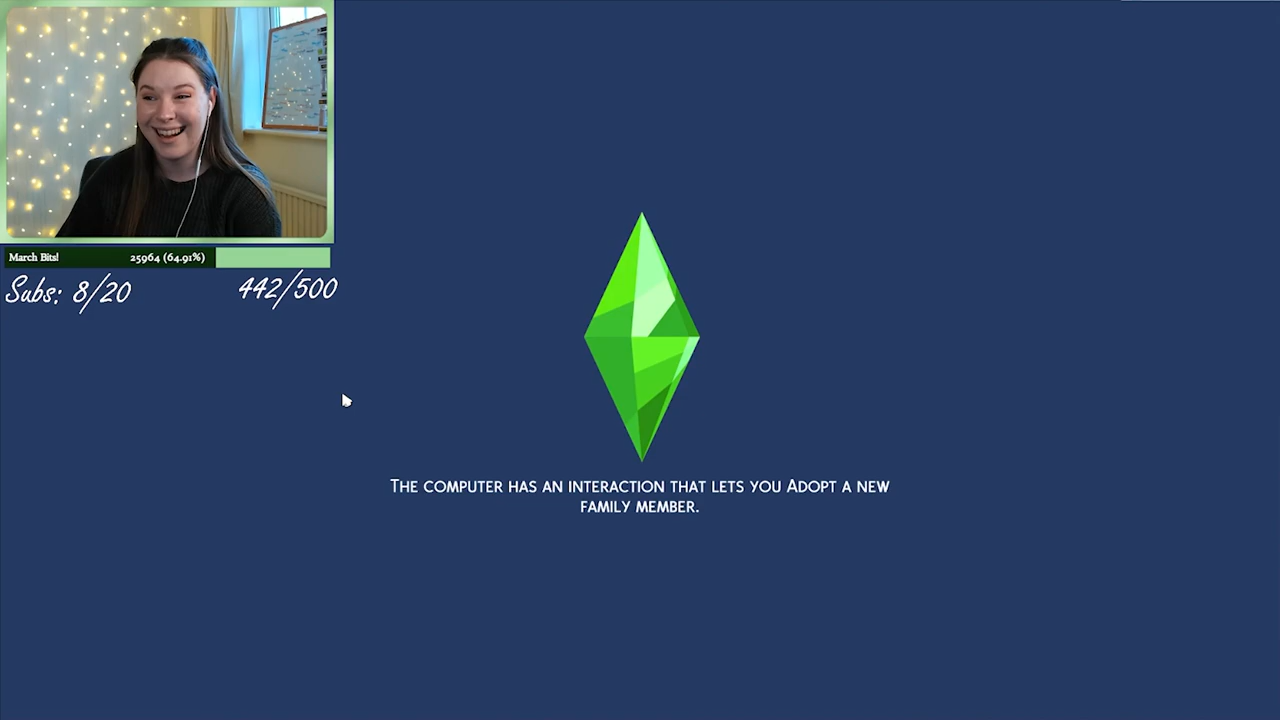 March Bits! 25964 (64.91%)
Subs: 8/20 442/500
THE COMPUTER HAS AN INTERACTION THAT LETS YOU ADOPT A NEW
FAMILY MEMBER.